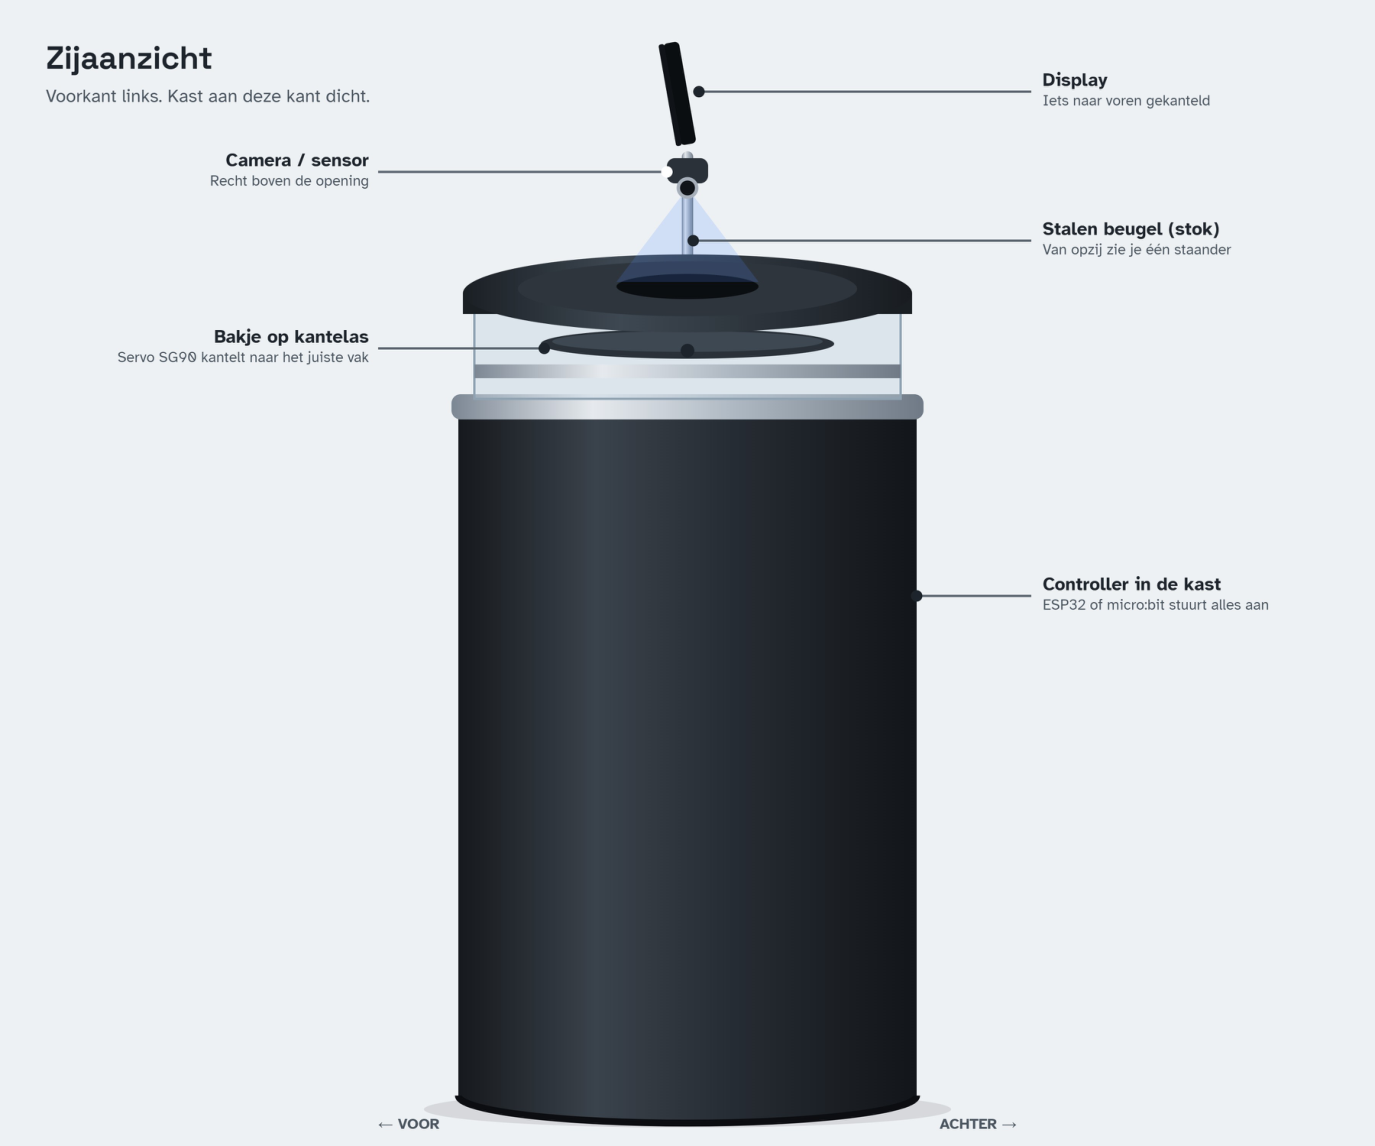 Zijaanzicht
Voorkant links. Kast aan deze kant dicht.
Display
Iets naar voren gekanteld
Camera / sensor
Recht boven de opening
Stalen beugel (stok)
Van opzij zie je één staander
Bakje op kantelas
Servo SG90 kantelt naar het juiste vak
Controller in de kast
ESP32 of micro:bit stuurt alles aan
← VOOR
ACHTER →